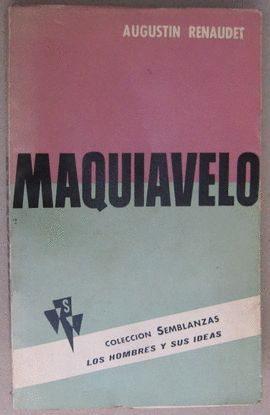 AUGUSTIN RENAUDET
MAQUIAVELO
S
COLECCION SEMBLANZAS
LOS HOMBRES Y SUS IDEAS